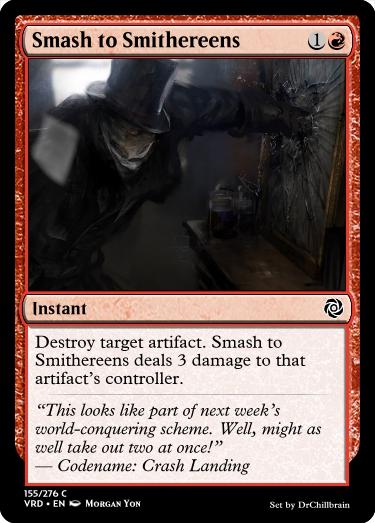 Smash to Smithereens 1
Instant
Destroy target artifact. Smash to
Smithereens deals 3 damage to that
artifact's controller.
“This looks like part of next week's
world-conquering scheme. Well, might as
well take out two at once!”
— Codename: Crash Landing
155/276 C
VRD • EN Morgan Yon
Set by DrChillbrain